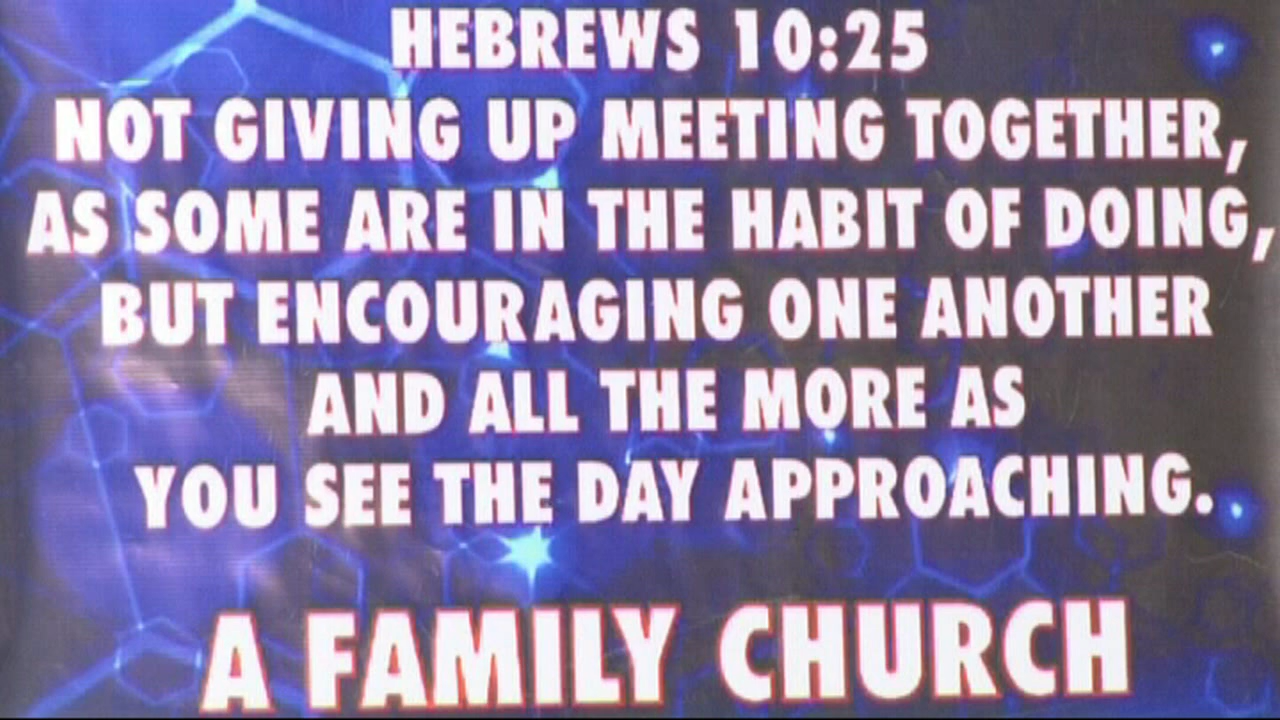 HEBREWS 10:25
NOT GIVING UP MEETING TOGETHER,
AS SOME ARE IN THE HABIT OF DOING,
BUT ENCOURAGING ONE ANOTHER
AND ALL THE MORE AS
YOU SEE THE DAY APPROACHING.
A FAMILY CHURCH